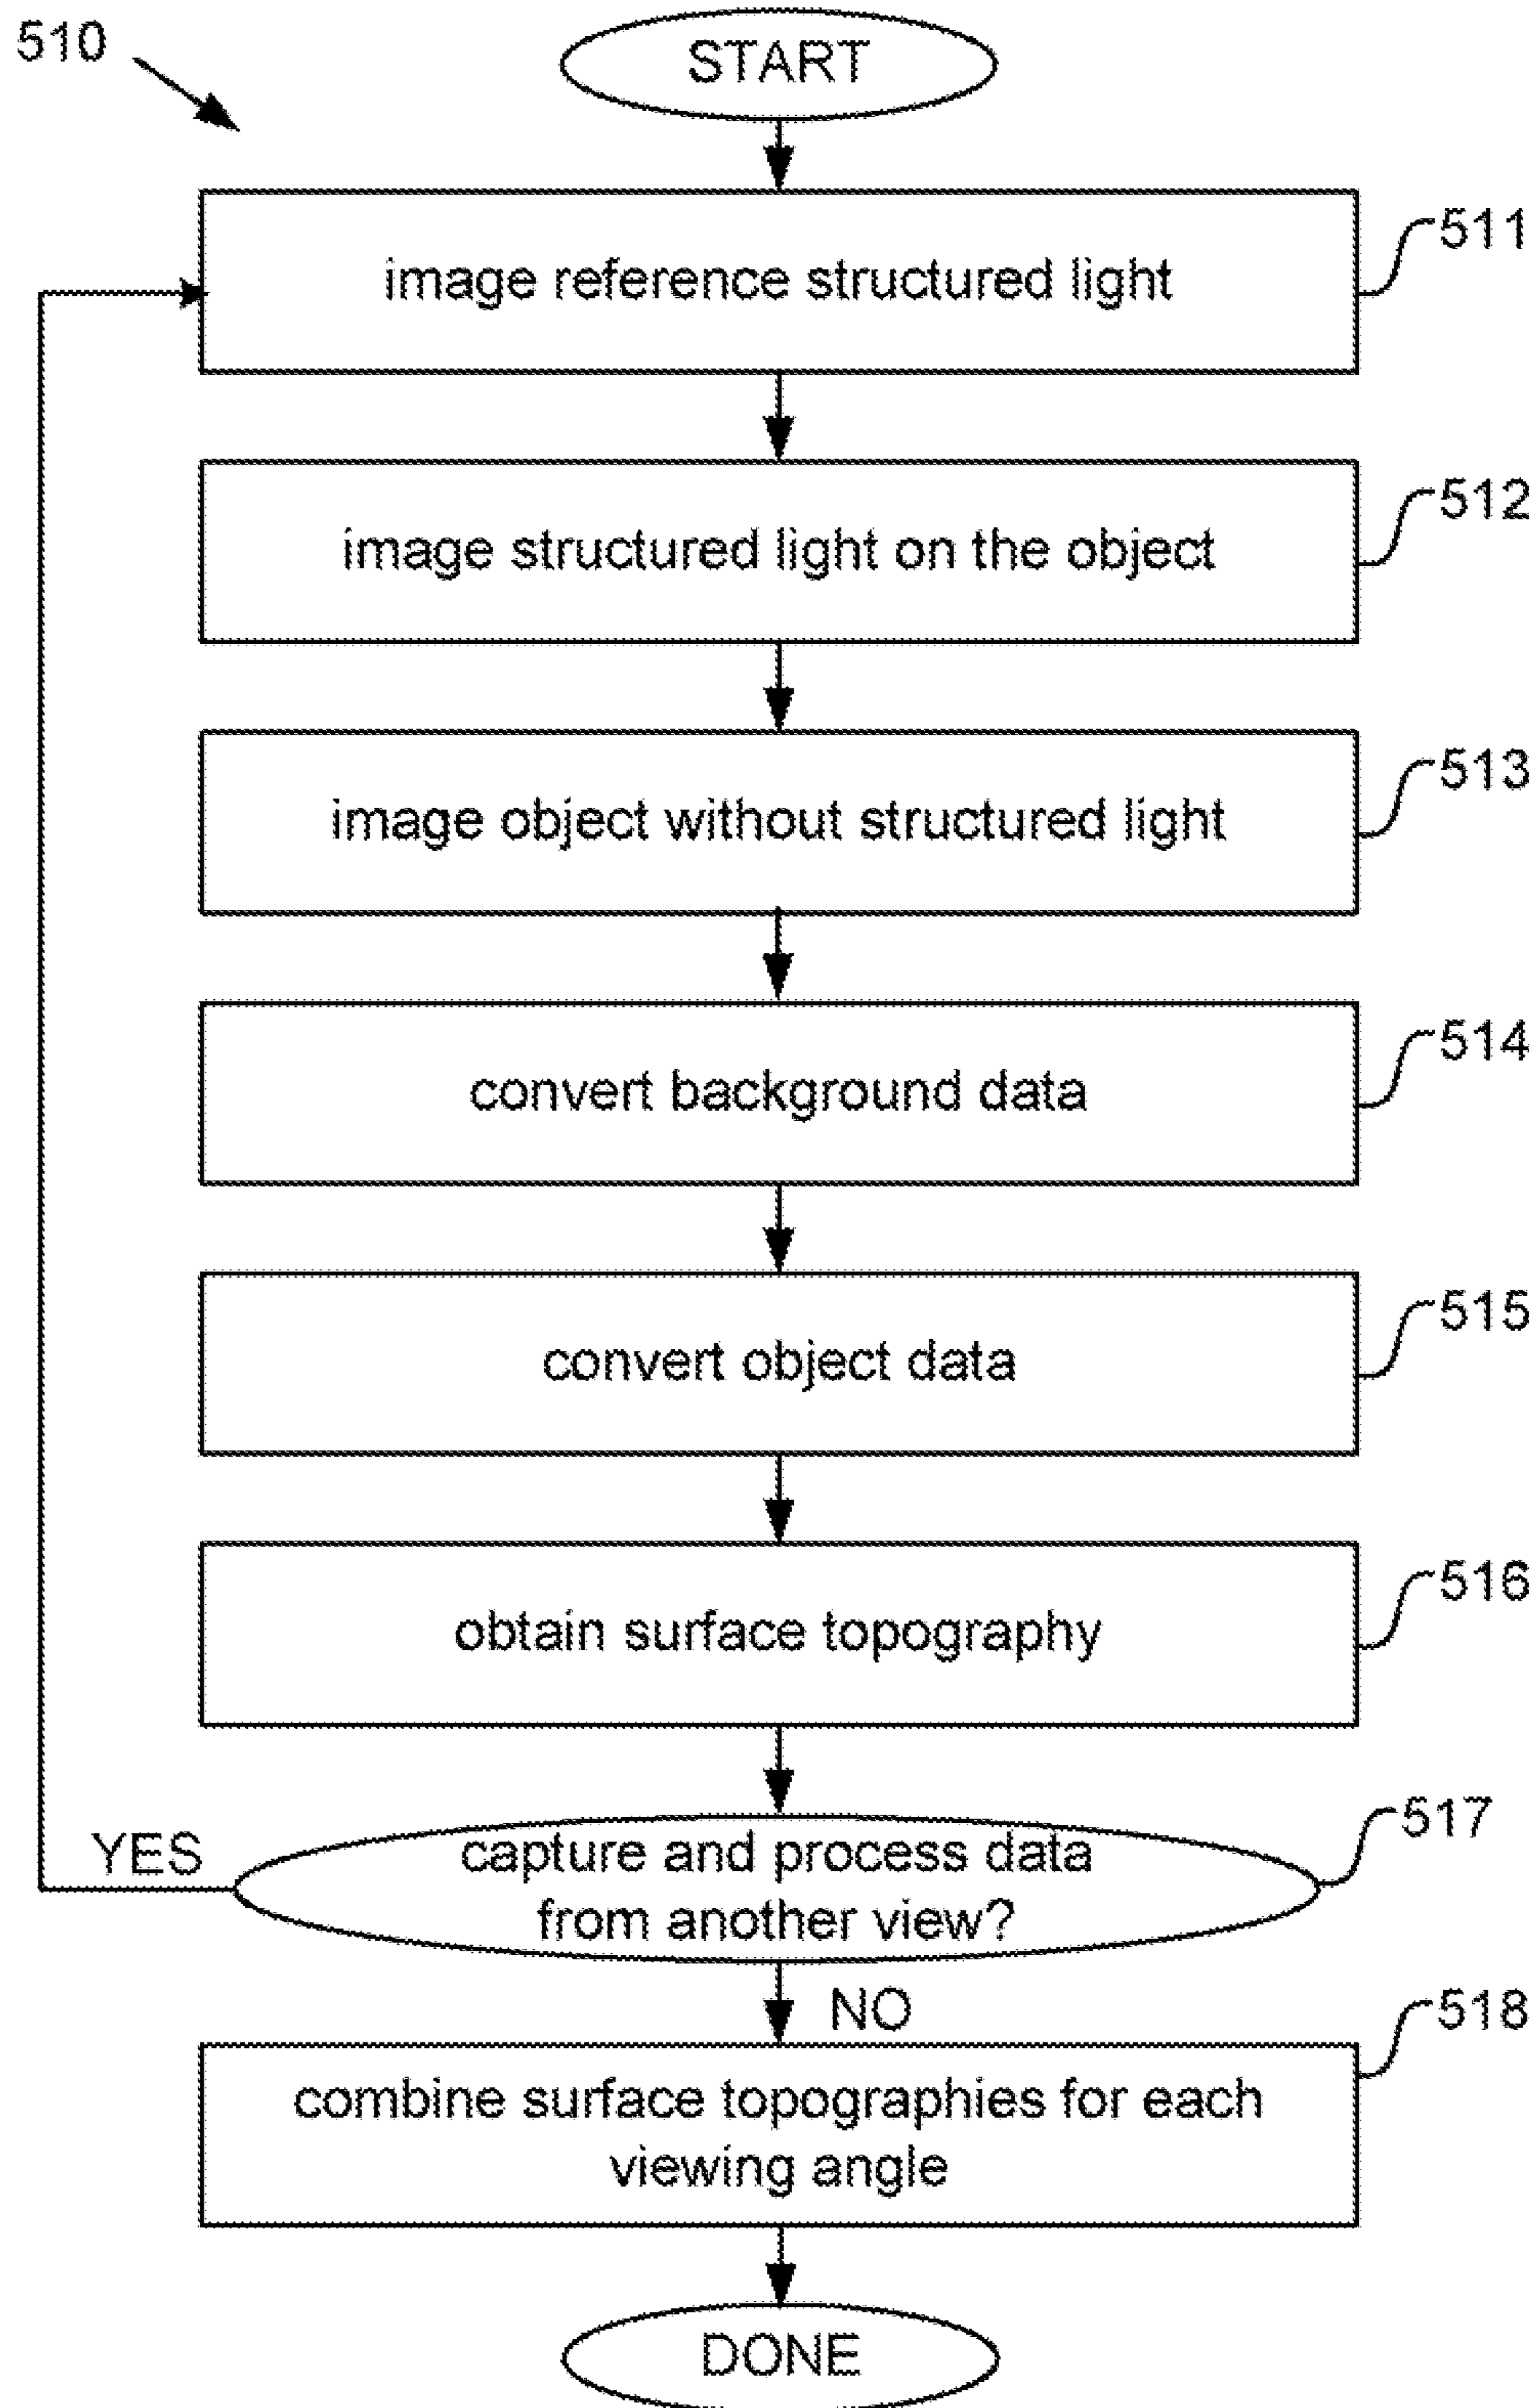 510
START
image reference structured light
511
image structured light on the object
512
image object without structured light
513
convert background data
514
convert object data
515
obtain surface topography
516
capture and process data
from another view?
517
YES
NO
combine surface topographies for each
viewing angle
518
DONE